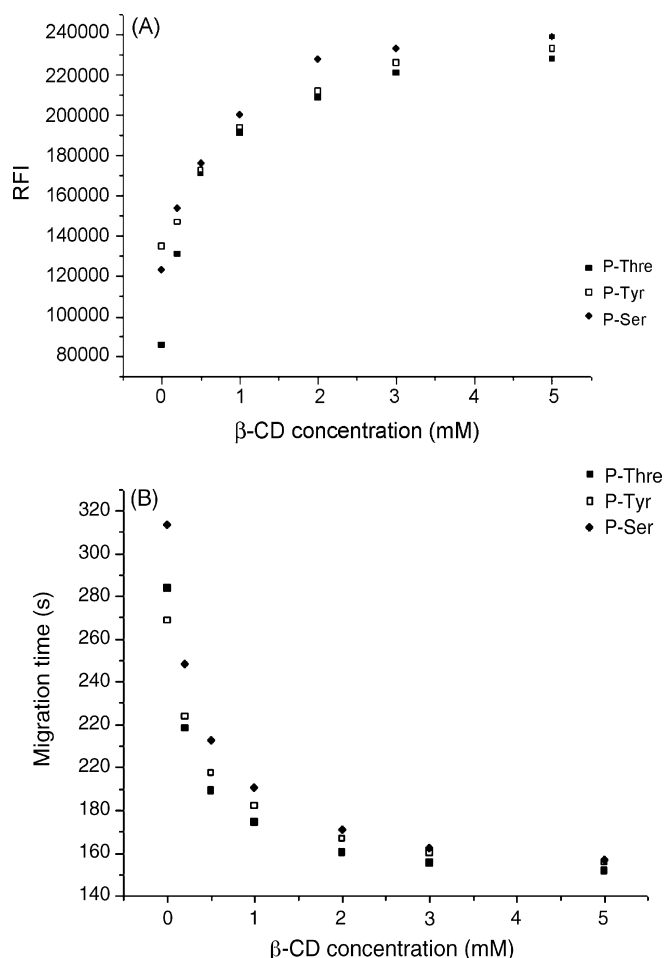 (A)
240000
220000
200000
180000
160000
140000
120000
100000
80000
RFI
0 1 2 3 4 5
β-CD concentration (mM)
P-Thre
P-Tyr
P-Ser
(B)
320
300
280
260
240
220
200
180
160
140
Migration time (s)
0 1 2 3 4 5
β-CD concentration (mM)
P-Thre
P-Tyr
P-Ser